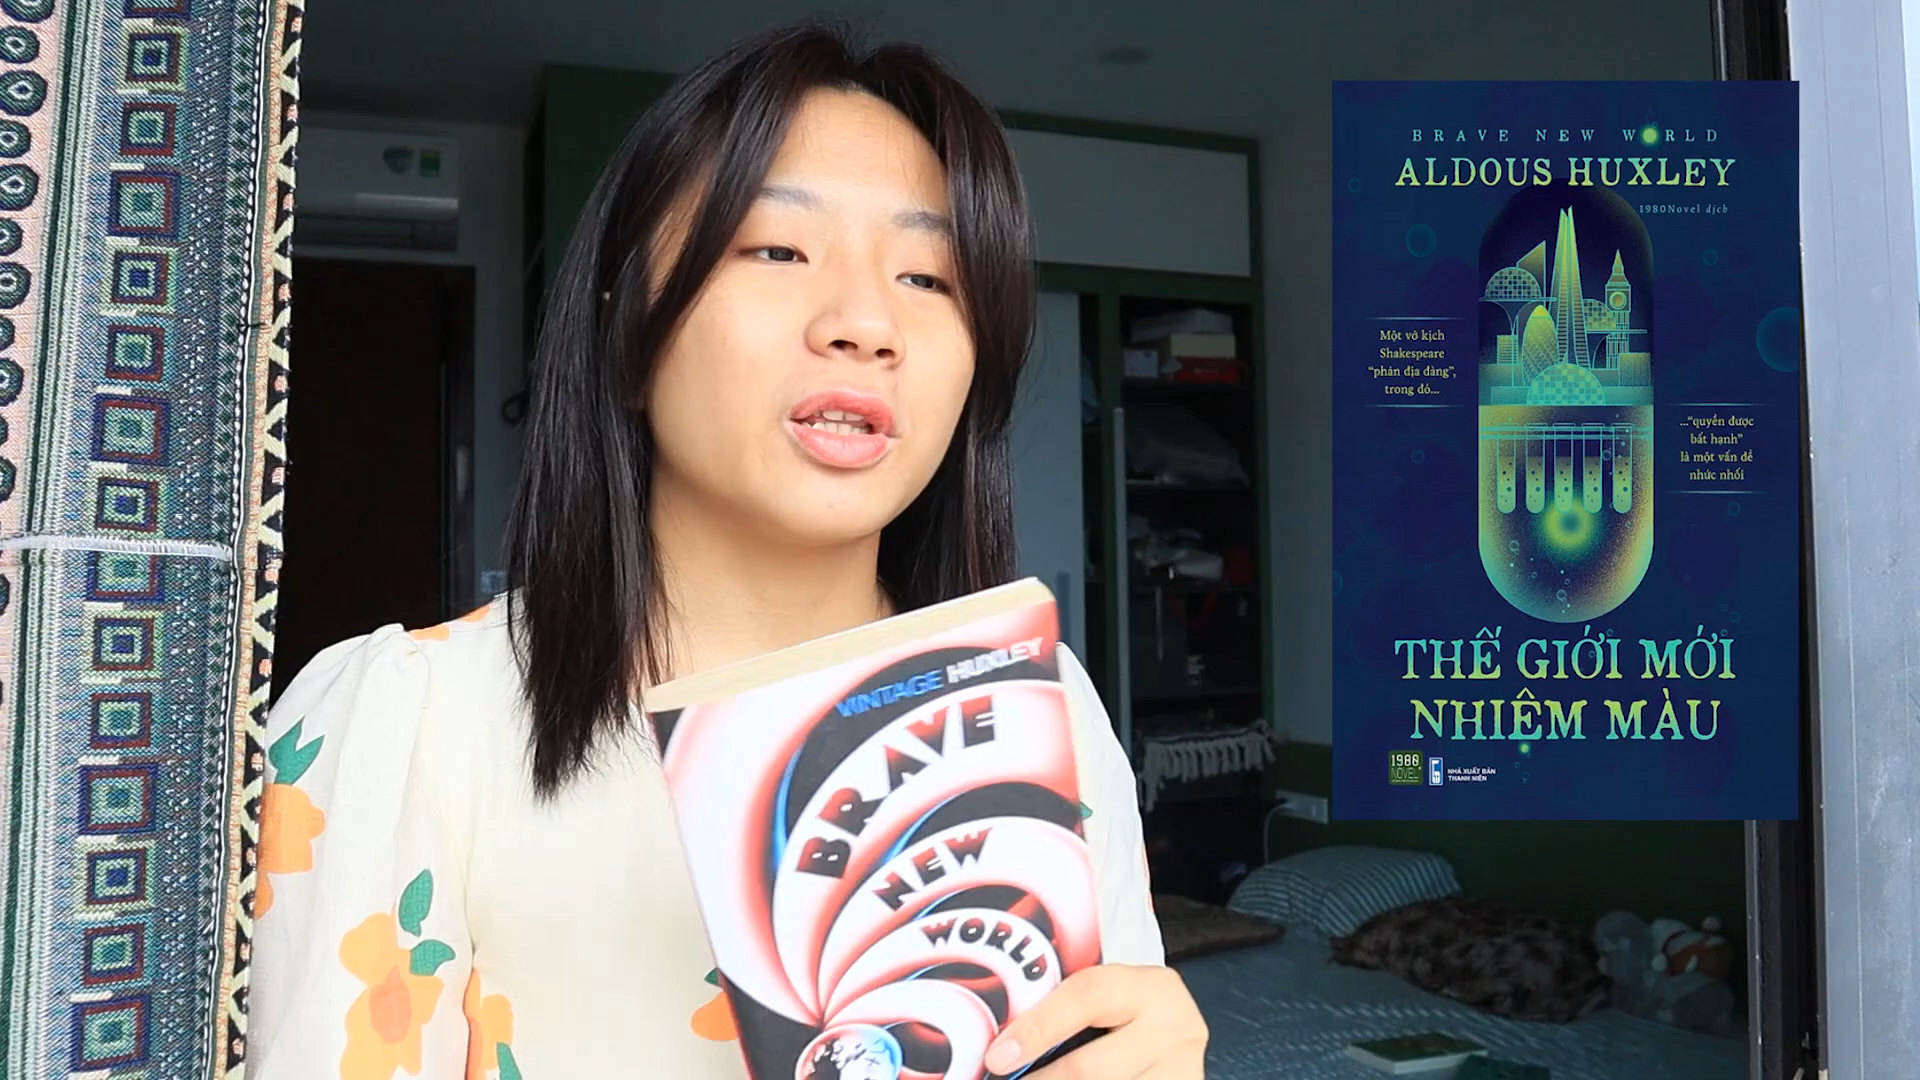 VINTAGE HUXLEY
BRAVE
NEW
WORLD
BRAVE NEW WORLD
ALDOUS HUXLEY
1980Novel dịch
Một vở kịch
Shakespeare
“phản địa đàng”,
trong đó...
...“quyền được
bất hạnh”
là một vấn đề
nhức nhối
THẾ GIỚI MỚI
NHIỆM MÀU
1980
NOVEL
NHÀ XUẤT BẢN
THANH NIÊN